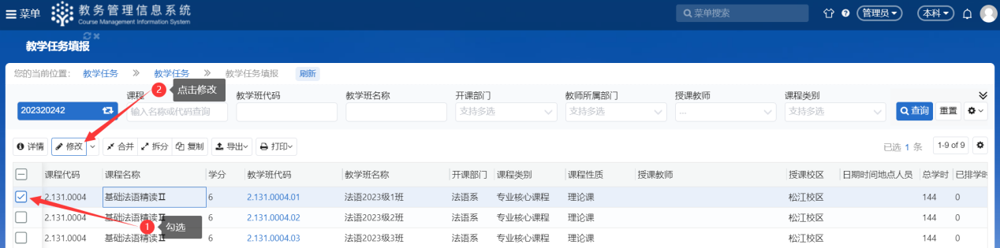 菜单 教务管理信息系统 菜单搜索 管理员 本科
Course Management Information System
教学任务填报
您的当前位置： 教学任务 教学任务 教学任务填报 刷新
2 点击修改
课程 教学班代码 教学班名称 开课部门 教师所属部门 授课教师 课程类别
202320242 输入名称或代码查询 支持多选 支持多选 ... 支持多选 查询 重置
详情 修改 合并 拆分 复制 导出 打印 已选 1 条 1-9 of 9
课程代码 课程名称 学分 教学班代码 教学班名称 开课部门 课程类别 课程性质 授课教师 授课校区 日期时间地点人员 总学时 已排学时
2.131.0004 基础法语精读Ⅱ 6 2.131.0004.01 法语2023级1班 法语系 专业核心课程 理论课 松江校区 144 0
2.131.0004 基础法语精读Ⅱ 6 2.131.0004.02 法语2023级2班 法语系 专业核心课程 理论课 松江校区 144 0
1 勾选
2.131.0004 基础法语精读Ⅱ 6 2.131.0004.03 法语2023级3班 法语系 专业核心课程 理论课 松江校区 144 0